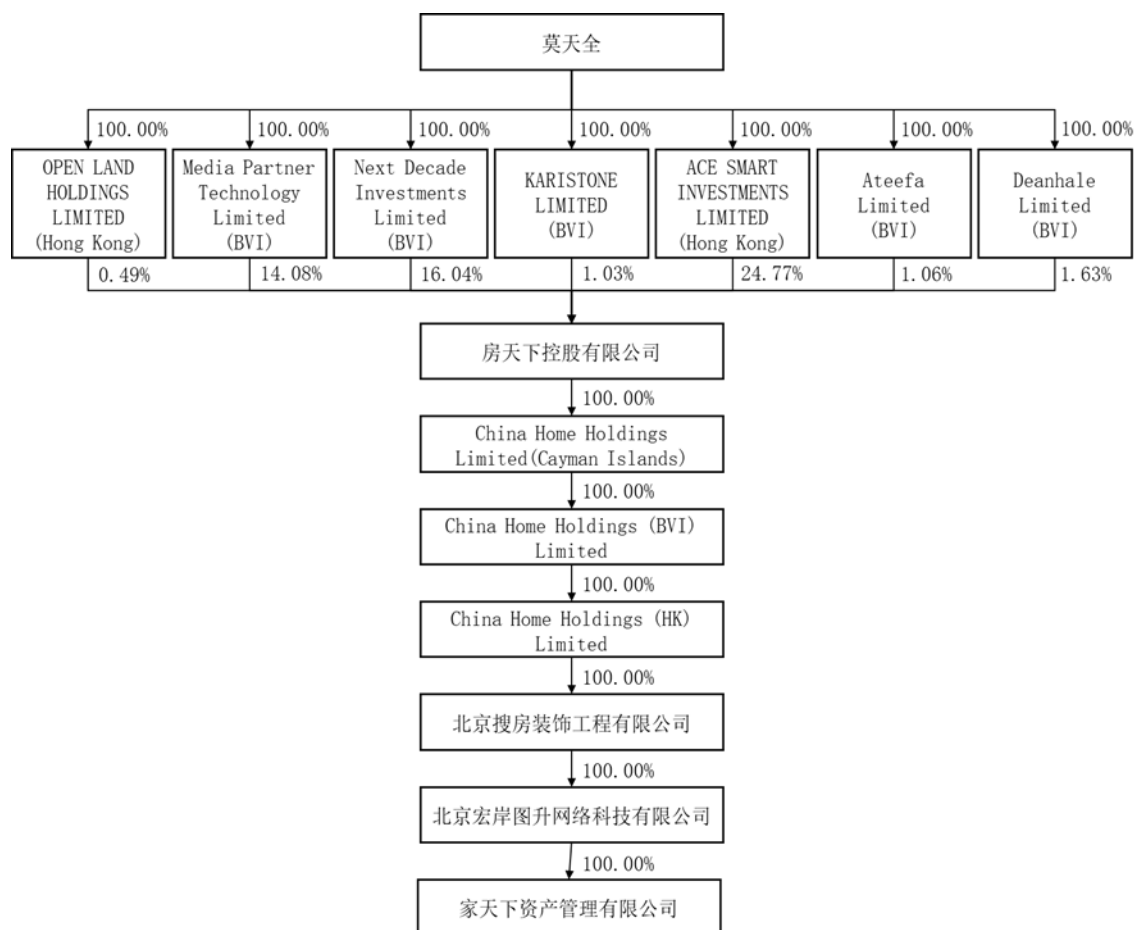 莫天全
100.00%
100.00%
100.00%
100.00%
100.00%
100.00%
100.00%
OPEN LAND
HOLDINGS
LIMITED
(Hong Kong)
Media Partner
Technology
Limited
(BVI)
Next Decade
Investments
Limited
(BVI)
KARISTONE
LIMITED
(BVI)
ACE SMART
INVESTMENTS
LIMITED
(Hong Kong)
Ateefa
Limited
(BVI)
Deanhale
Limited
(BVI)
0.49%
14.08%
16.04%
1.03%
24.77%
1.06%
1.63%
房天下控股有限公司
100.00%
China Home Holdings
Limited(Cayman Islands)
100.00%
China Home Holdings (BVI)
Limited
100.00%
China Home Holdings (HK)
Limited
100.00%
北京搜房装饰工程有限公司
100.00%
北京宏岸图升网络科技有限公司
100.00%
家天下资产管理有限公司